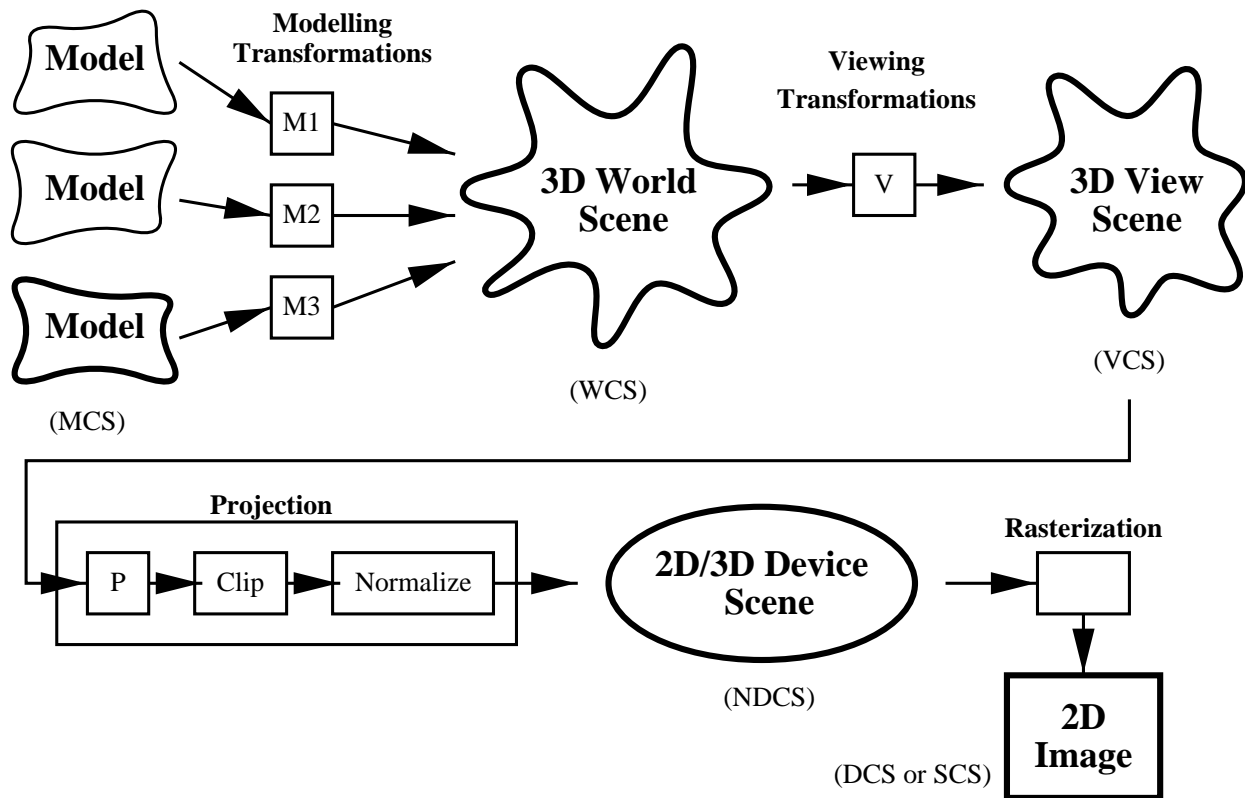 Model
Modelling
Transformations
M1
Model
M2
Model
M3
(MCS)
3D World
Scene
(WCS)
Viewing
Transformations
V
3D View
Scene
(VCS)
Projection
P
Clip
Normalize
2D/3D Device
Scene
(NDCS)
Rasterization
2D
Image
(DCS or SCS)